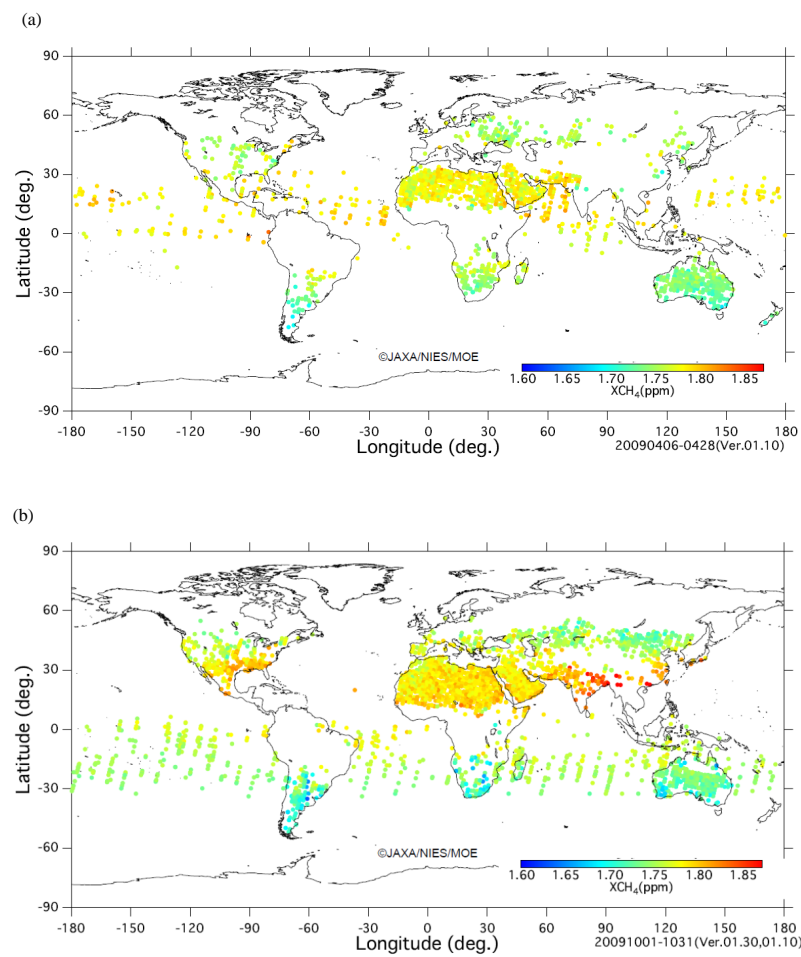 (a)
90
60
30
0
-30
-60
-90
Latitude (deg.)
©JAXA/NIES/MOE
1.60 1.65 1.70 1.75 1.80 1.85
XCH₄(ppm)
-180 -150 -120 -90 -60 -30 0 30 60 90 120 150 180
Longitude (deg.)
20090406-0428(Ver.01.10)
(b)
90
60
30
0
-30
-60
-90
Latitude (deg.)
©JAXA/NIES/MOE
1.60 1.65 1.70 1.75 1.80 1.85
XCH₄(ppm)
-180 -150 -120 -90 -60 -30 0 30 60 90 120 150 180
Longitude (deg.)
20091001-1031(Ver.01.30,01.10)